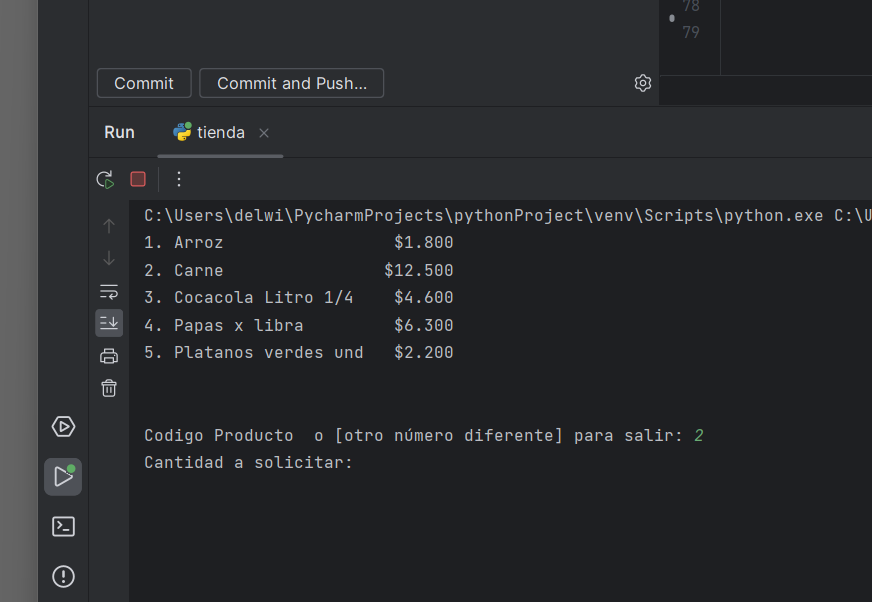 78
79
Commit Commit and Push...
Run tienda
C:\Users\delwi\PycharmProjects\pythonProject\venv\Scripts\python.exe C:\U
1. Arroz $1.800
2. Carne $12.500
3. Cocacola Litro 1/4 $4.600
4. Papas x libra $6.300
5. Platanos verdes und $2.200
Codigo Producto  o [otro número diferente] para salir: 2
Cantidad a solicitar: